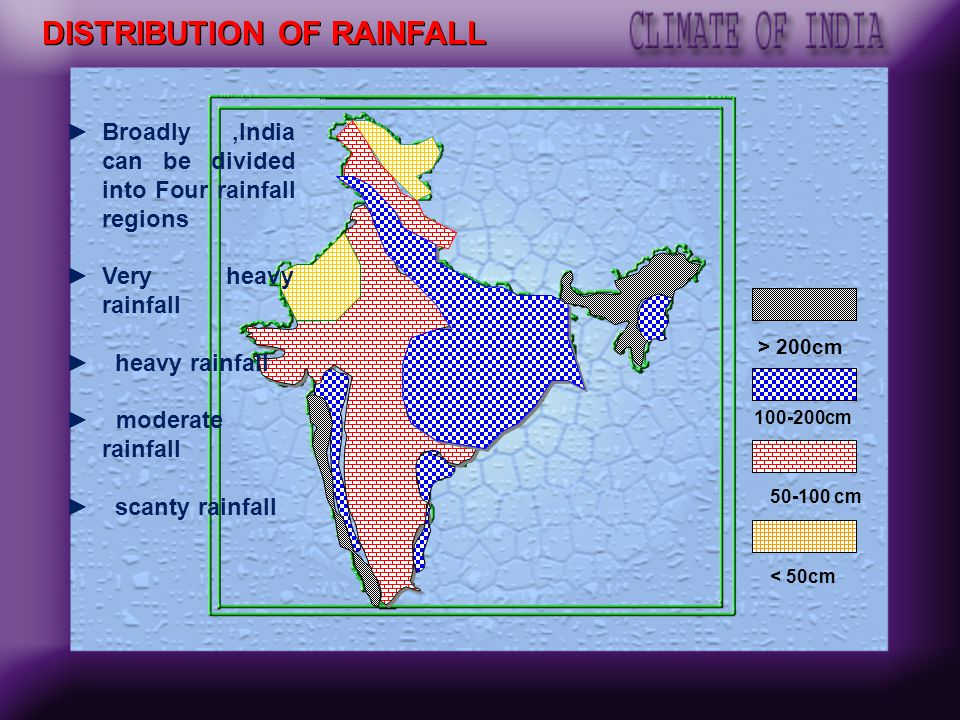 DISTRIBUTION OF RAINFALL
CLIMATE OF INDIA
► Broadly ,India
can be divided
into Four rainfall
regions
► Very heavy
rainfall
► heavy rainfall
► moderate
rainfall
► scanty rainfall
> 200cm
100-200cm
50-100 cm
< 50cm